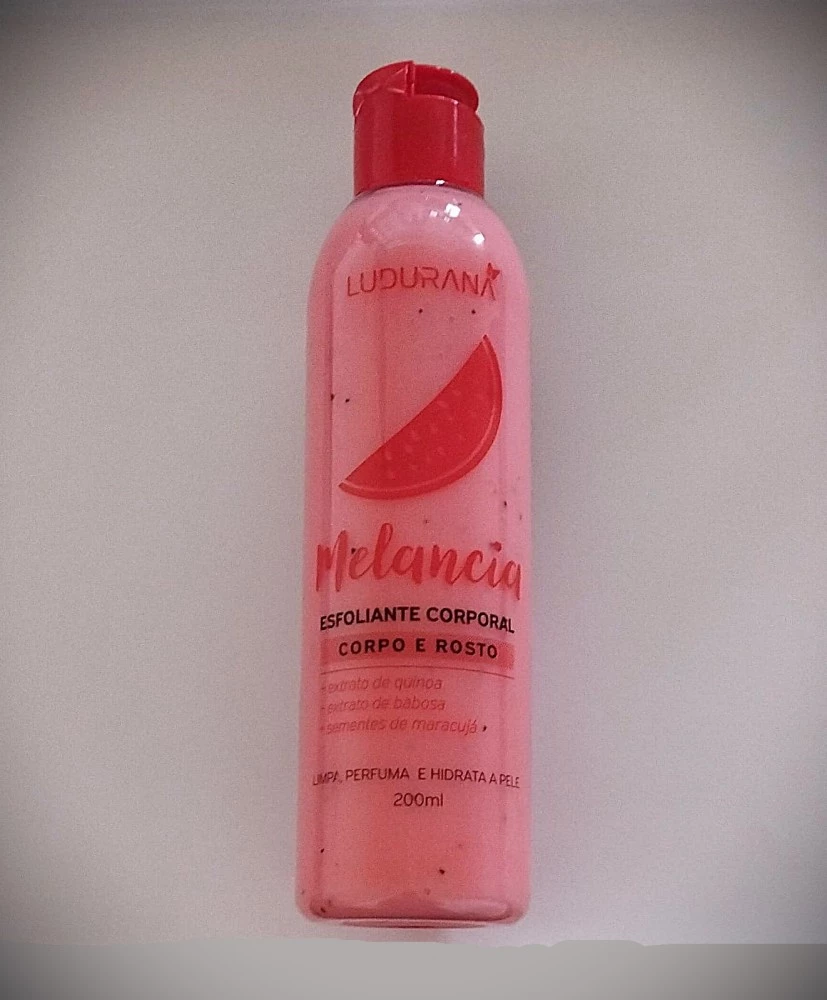 LUDURANA
Melancia
ESFOLIANTE CORPORAL
CORPO E ROSTO
- extrato de quinoa
- extrato de babosa
- sementes de maracujá
LIMPA, PERFUMA E HIDRATA A PELE
200ml